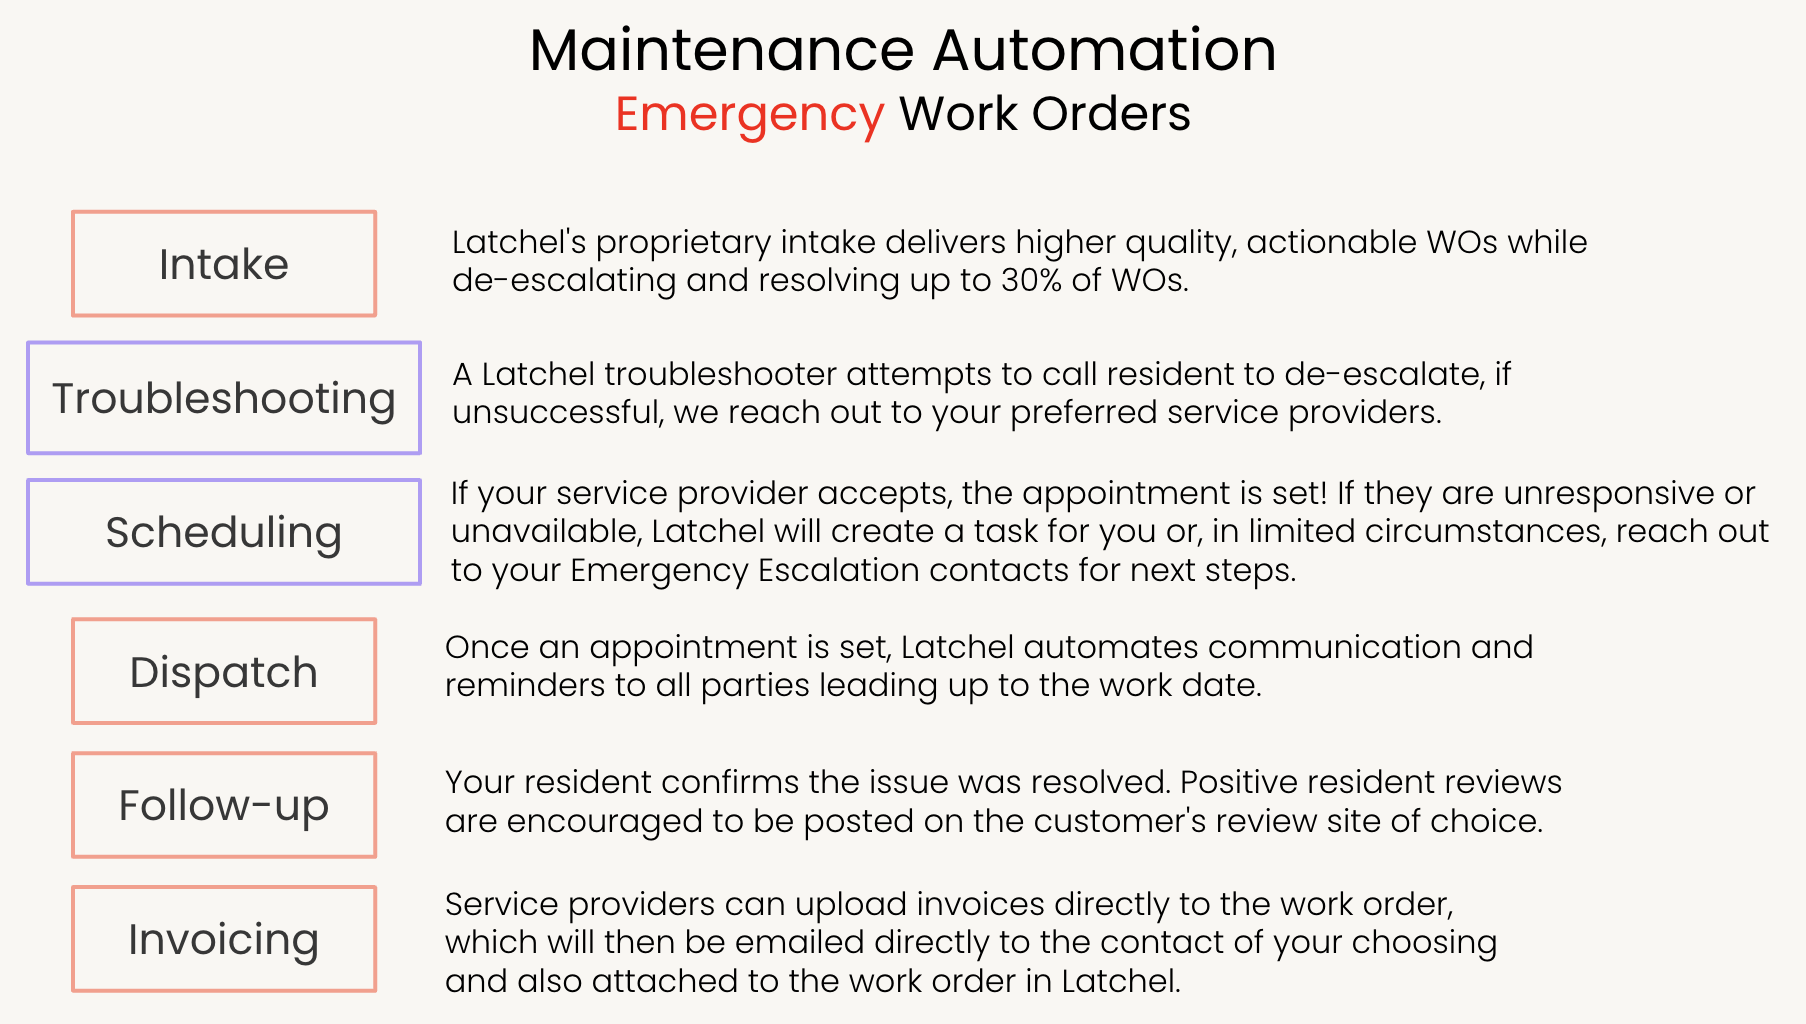 Maintenance Automation
Emergency Work Orders
Intake
Latchel's proprietary intake delivers higher quality, actionable WOs while
de-escalating and resolving up to 30% of WOs.
Troubleshooting
A Latchel troubleshooter attempts to call resident to de-escalate, if
unsuccessful, we reach out to your preferred service providers.
Scheduling
If your service provider accepts, the appointment is set! If they are unresponsive or
unavailable, Latchel will create a task for you or, in limited circumstances, reach out
to your Emergency Escalation contacts for next steps.
Dispatch
Once an appointment is set, Latchel automates communication and
reminders to all parties leading up to the work date.
Follow-up
Your resident confirms the issue was resolved. Positive resident reviews
are encouraged to be posted on the customer's review site of choice.
Invoicing
Service providers can upload invoices directly to the work order,
which will then be emailed directly to the contact of your choosing
and also attached to the work order in Latchel.